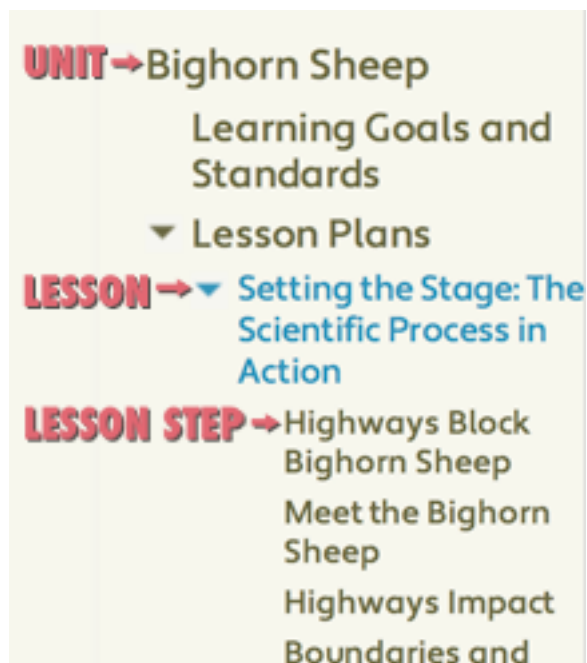 UNIT→Bighorn Sheep
Learning Goals and
Standards
Lesson Plans
LESSON→ Setting the Stage: The
Scientific Process in
Action
LESSON STEP→Highways Block
Bighorn Sheep
Meet the Bighorn
Sheep
Highways Impact
Boundaries and